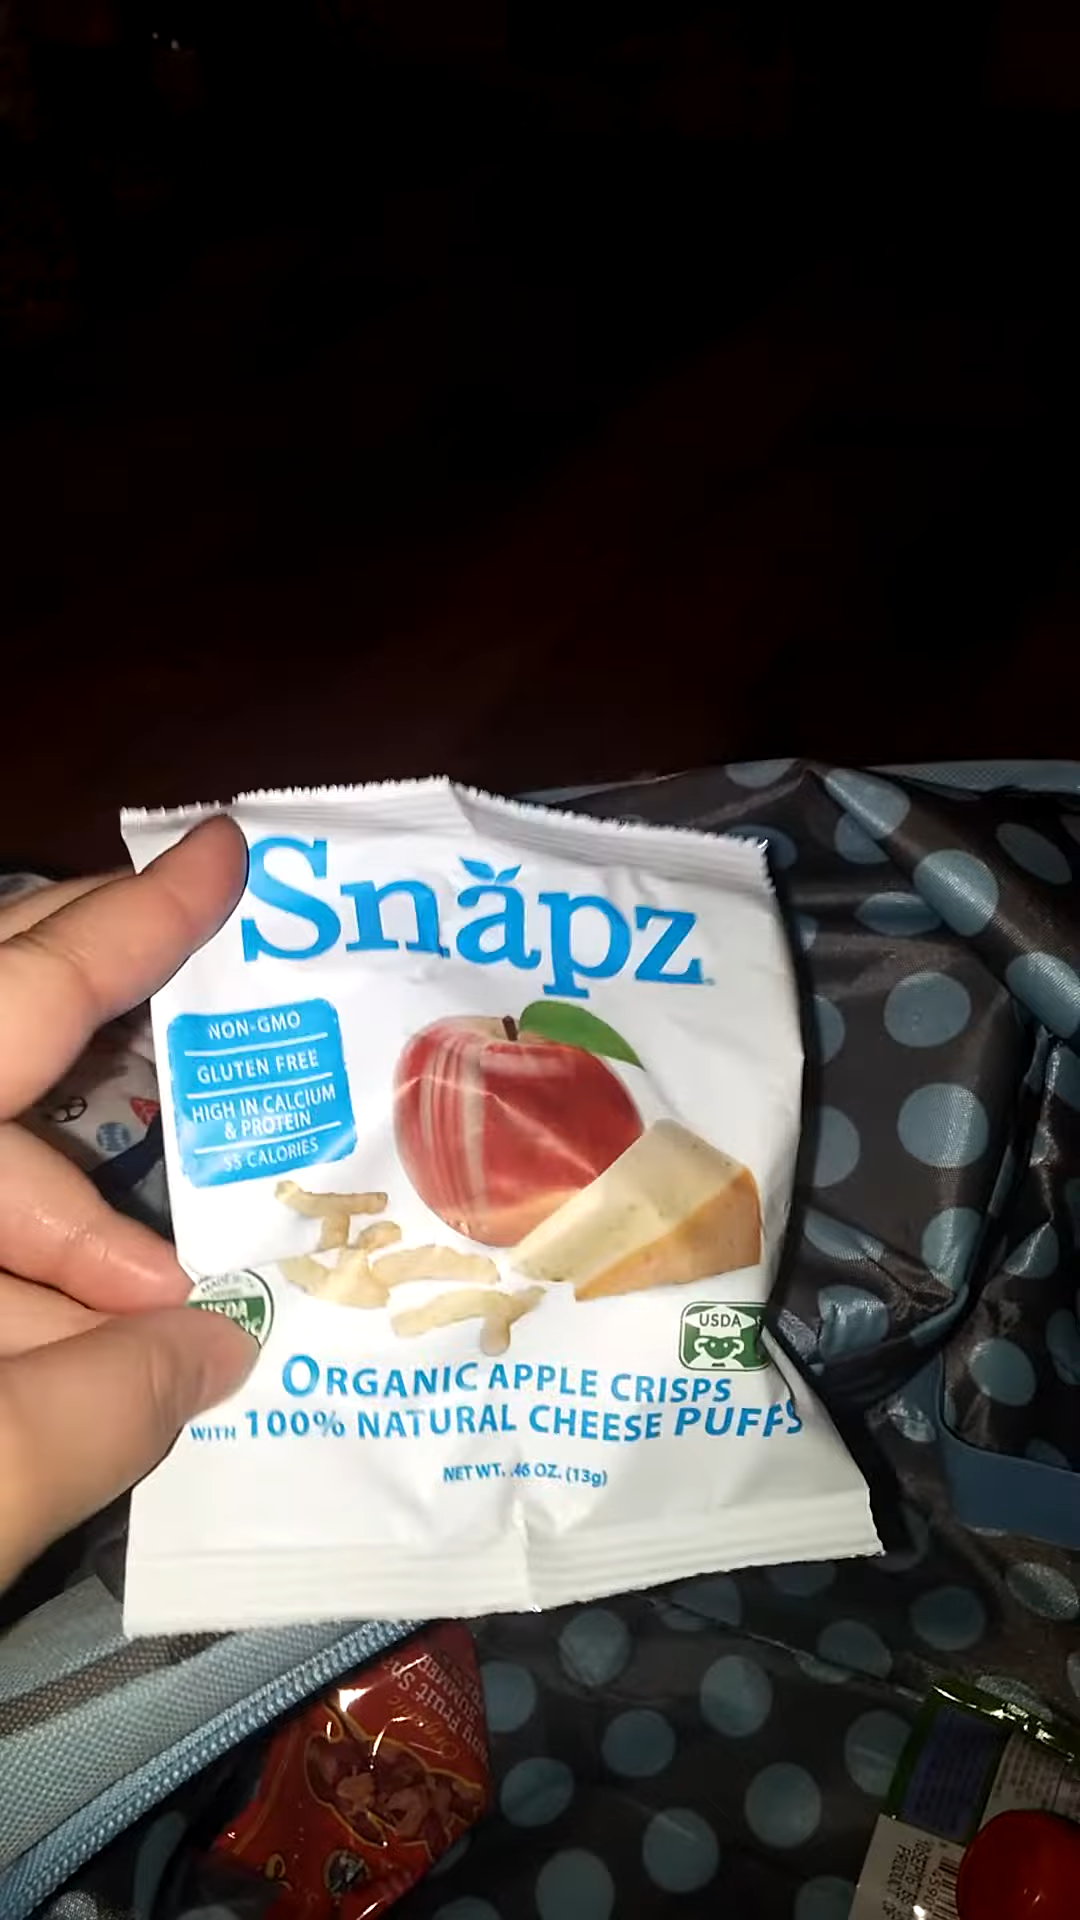 Snapz
NON-GMO
GLUTEN FREE
HIGH IN CALCIUM
& PROTEIN
55 CALORIES
USDA
USDA
ORGANIC APPLE CRISPS
WITH 100% NATURAL CHEESE PUFFS
NET WT. .46 OZ. (13g)